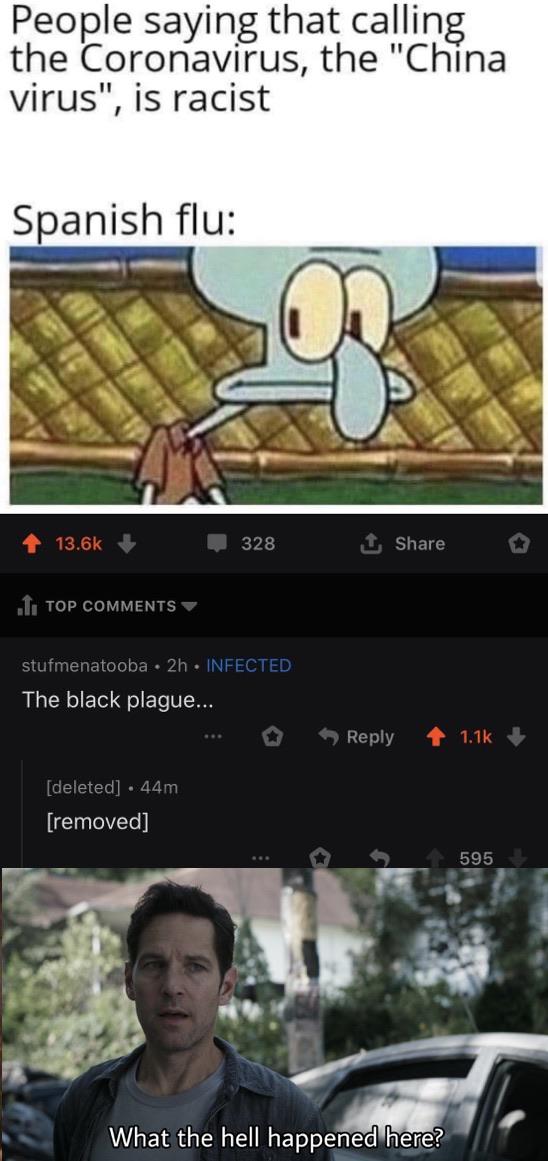 People saying that calling
the Coronavirus, the "China
virus", is racist
Spanish flu:
13.6k 328 Share
TOP COMMENTS
stufmenatooba • 2h • INFECTED
The black plague...
... Reply 1.1k
[deleted] • 44m
[removed]
... 595
What the hell happened here?